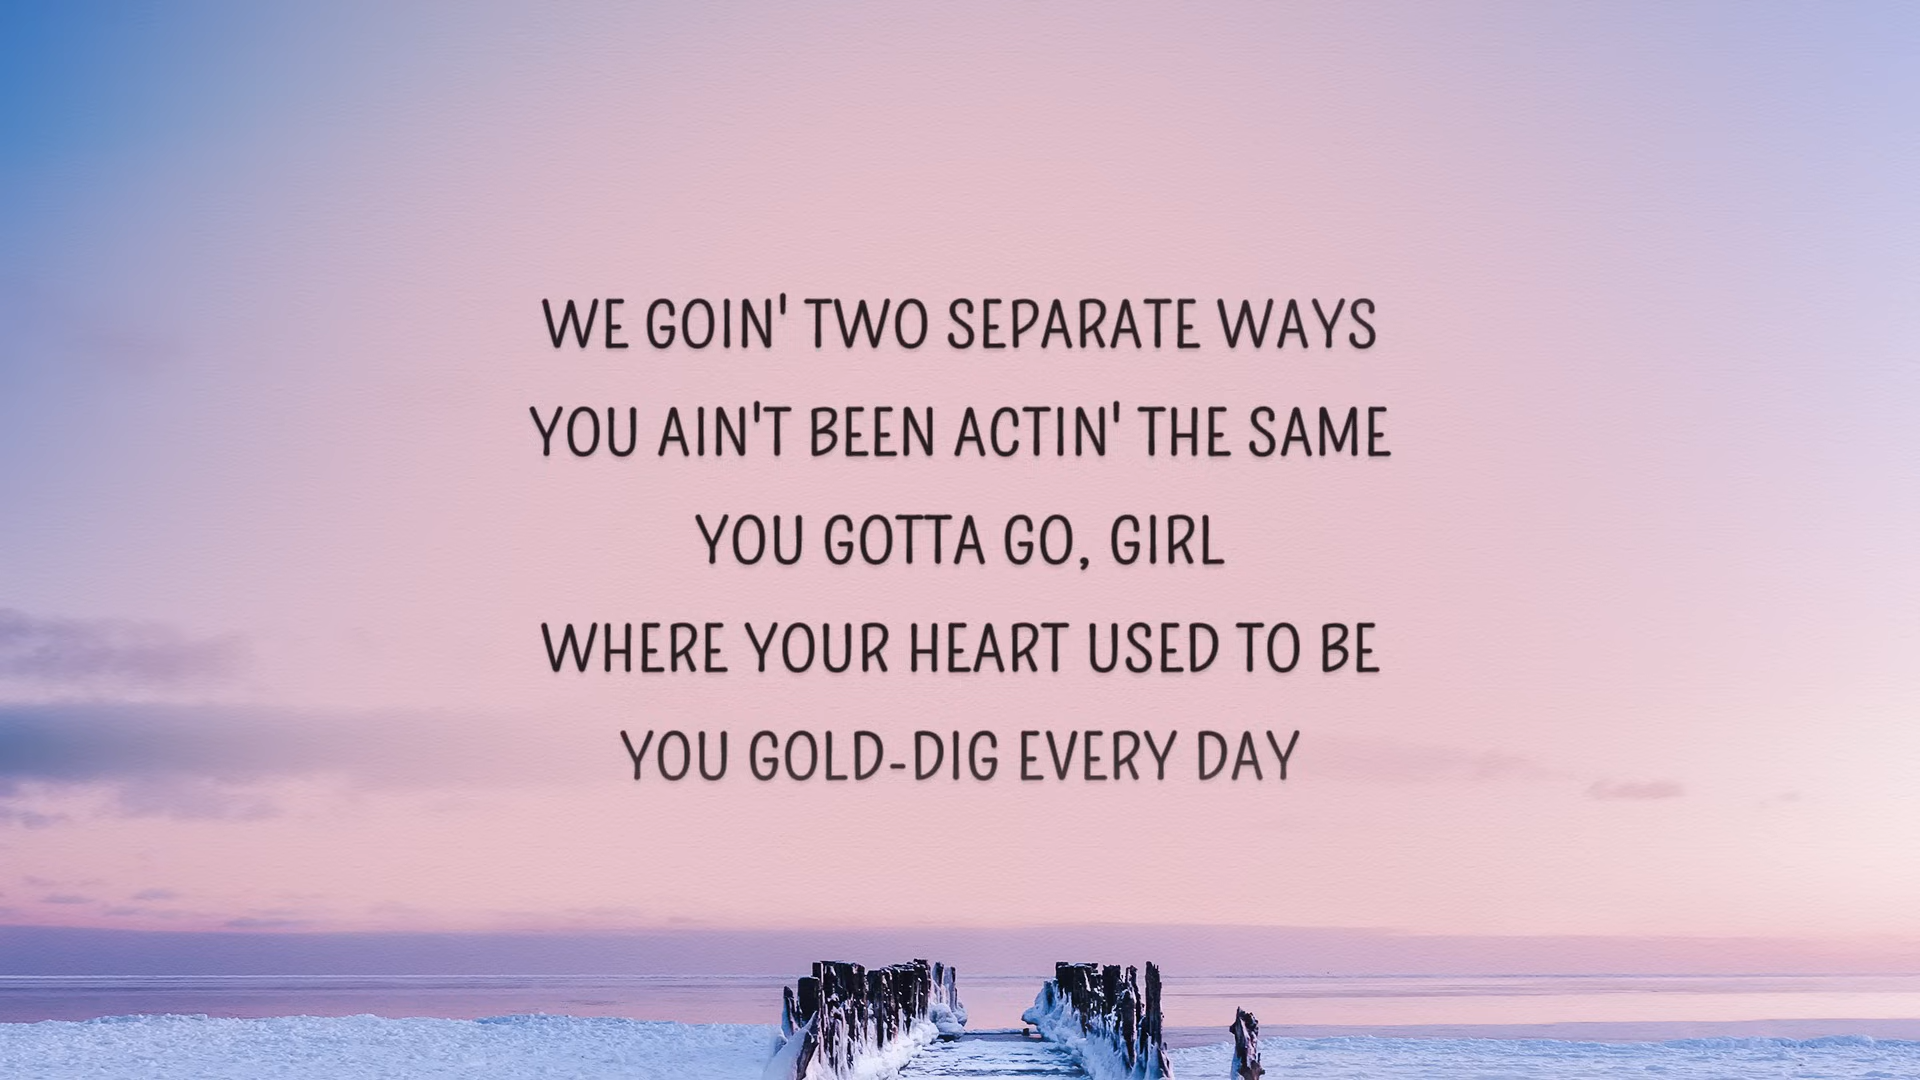 WE GOIN' TWO SEPARATE WAYS
YOU AIN'T BEEN ACTIN' THE SAME
YOU GOTTA GO, GIRL
WHERE YOUR HEART USED TO BE
YOU GOLD-DIG EVERY DAY